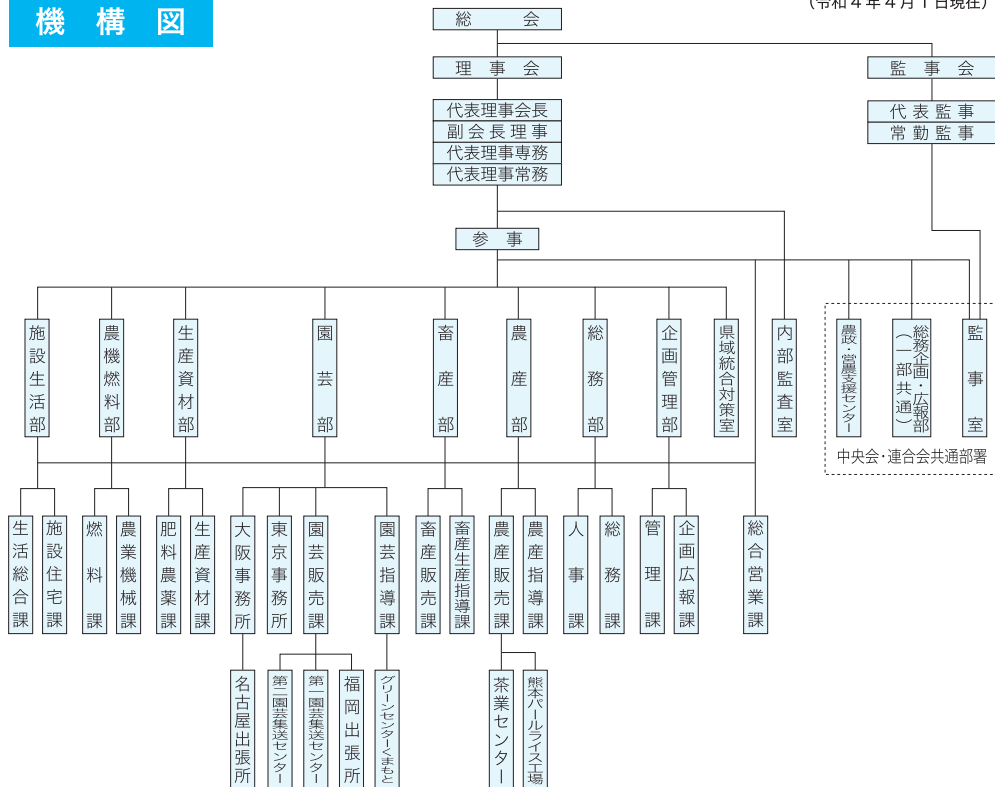 機構図
(令和4年4月1日現在)
総会
理事会
監事会
代表理事会長
副会長理事
代表理事専務
代表理事常務
代表監事
常勤監事
参事
施設生活部
農機燃料部
生産資材部
園芸部
畜産部
農産部
総務部
企画管理部
県域統合対策室
内部監査室
農政・営農支援センター
総務企画・広報部
(一部共通)
監事室
中央会・連合会共通部署
生活総合課
施設住宅課
燃料課
農業機械課
肥料農薬課
生産資材課
大阪事務所
東京事務所
園芸販売課
園芸指導課
畜産販売課
畜産生産指導課
農産販売課
農産指導課
人事課
総務課
管理課
企画広報課
総合営業課
名古屋出張所
第二園芸集送センター
第一園芸集送センター
福岡出張所
グリーンセンターくまもと
茶業センター
熊本パールライス工場